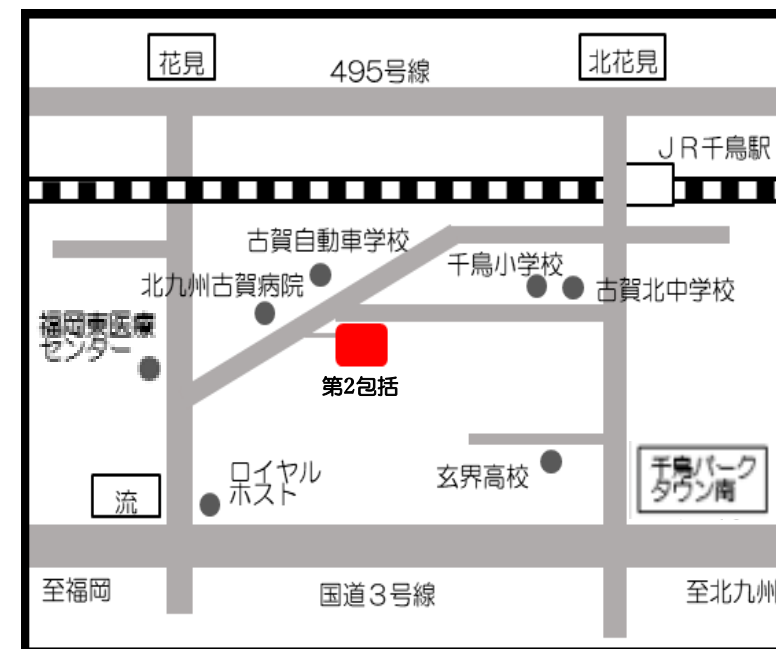 花見
495号線
北花見
JR千鳥駅
古賀自動車学校
千鳥小学校
北九州古賀病院
古賀北中学校
福岡東医療
センター
第2包括
ロイヤル
ホスト
玄界高校
千鳥パーク
タウン南
流
至福岡
国道3号線
至北九州